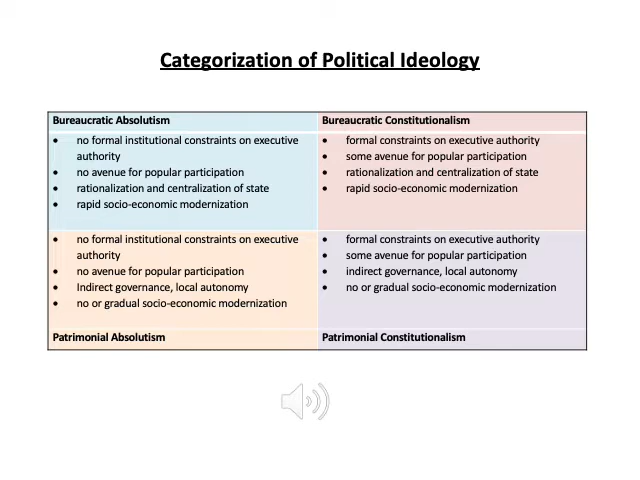 Categorization of Political Ideology
Bureaucratic Absolutism
• no formal institutional constraints on executive
authority
• no avenue for popular participation
• rationalization and centralization of state
• rapid socio-economic modernization
Bureaucratic Constitutionalism
• formal constraints on executive authority
• some avenue for popular participation
• rationalization and centralization of state
• rapid socio-economic modernization
• no formal institutional constraints on executive
authority
• no avenue for popular participation
• Indirect governance, local autonomy
• no or gradual socio-economic modernization
Patrimonial Absolutism
• formal constraints on executive authority
• some avenue for popular participation
• indirect governance, local autonomy
• no or gradual socio-economic modernization
Patrimonial Constitutionalism